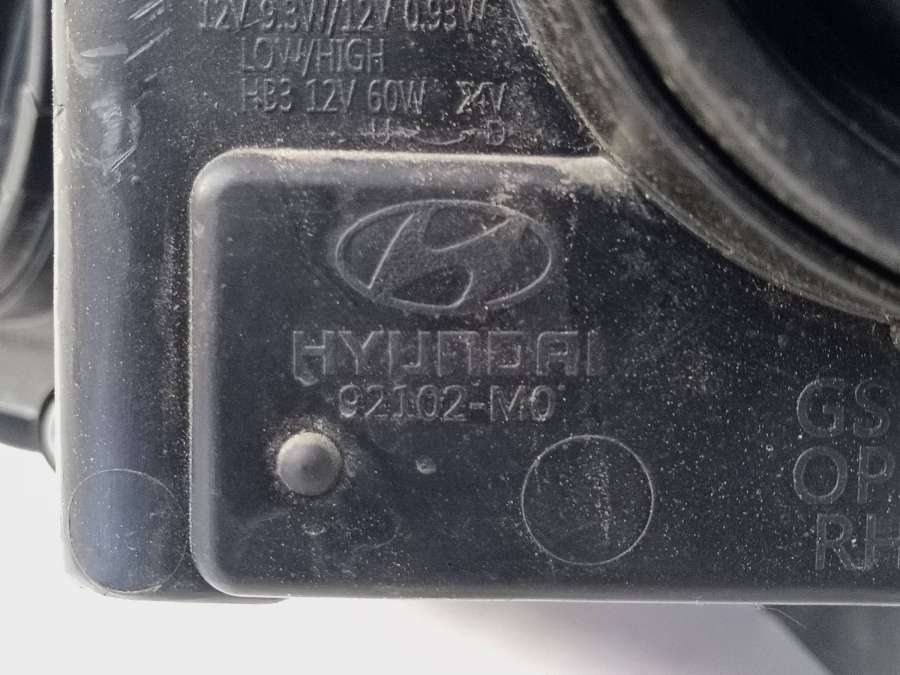 12V 9.3W/12V 0.93W
LOW/HIGH
HB3 12V 60W
U D
HYUNDAI
92102-M0
GS
OP
RH